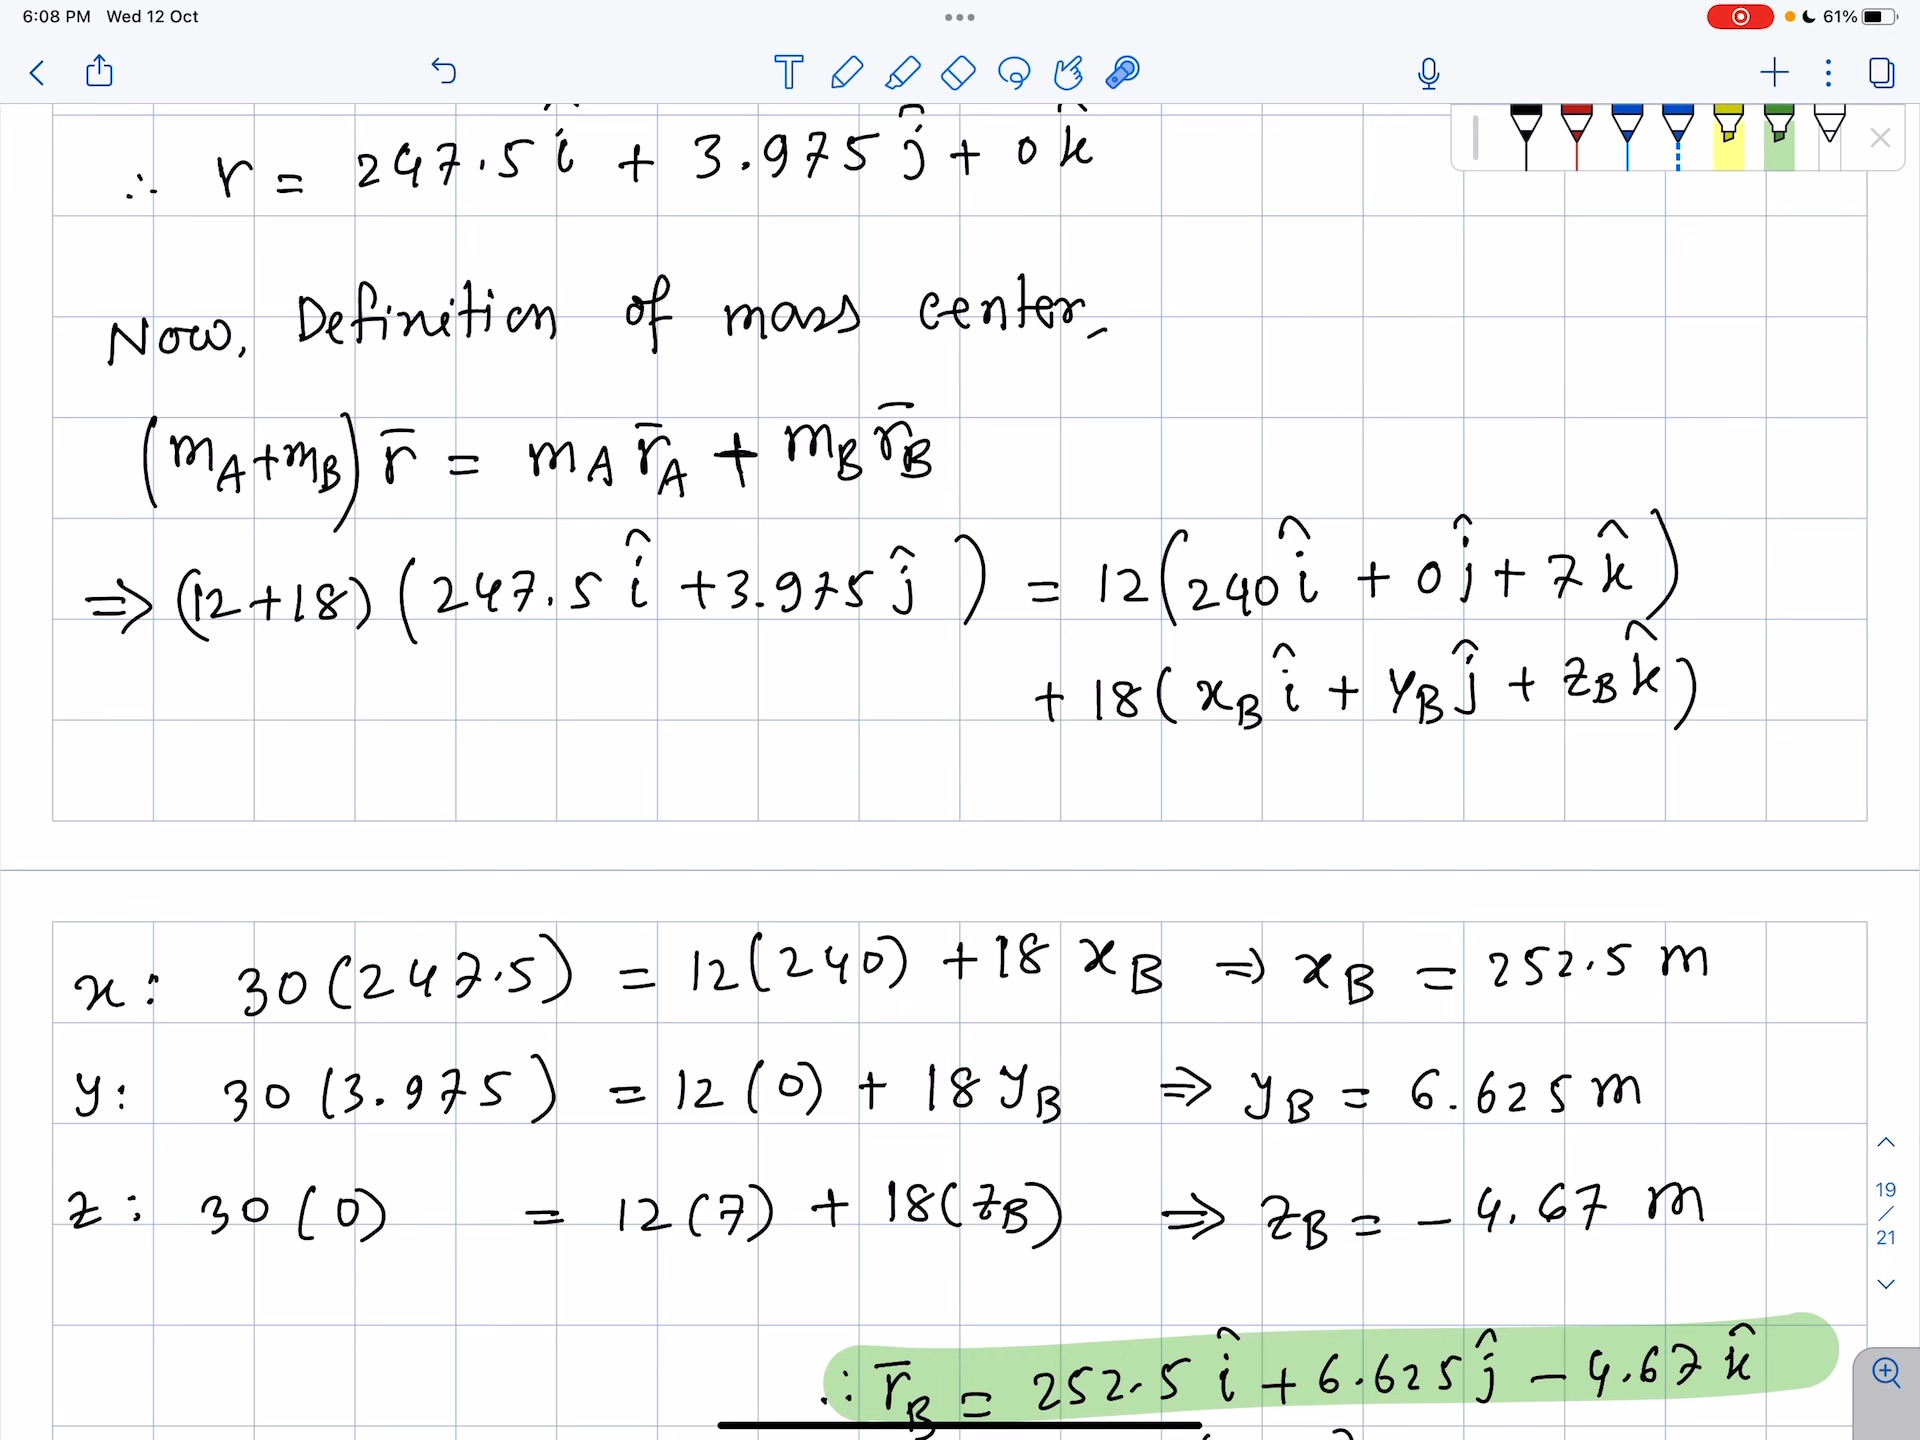 6:08 PM Wed 12 Oct
61%
T
∴ r = 247.5 î + 3.975 ĵ + 0 k̂
Now, Definition of mass center,
(mA+mB) r̄ = mA r̄A + mB r̄B
⇒ (12+18) (247.5 î + 3.975 ĵ ) = 12(240 î + 0 ĵ + 7 k̂)
+ 18( xB î + yB ĵ + zB k̂)
x: 30(247.5) = 12(240) + 18 xB ⇒ xB = 252.5 m
y: 30(3.975) = 12(0) + 18 yB ⇒ yB = 6.625 m
z: 30(0) = 12(7) + 18(zB) ⇒ zB = - 4.67 m
∴ r̄B = 252.5 î + 6.625 ĵ - 4.67 k̂
19
/
21